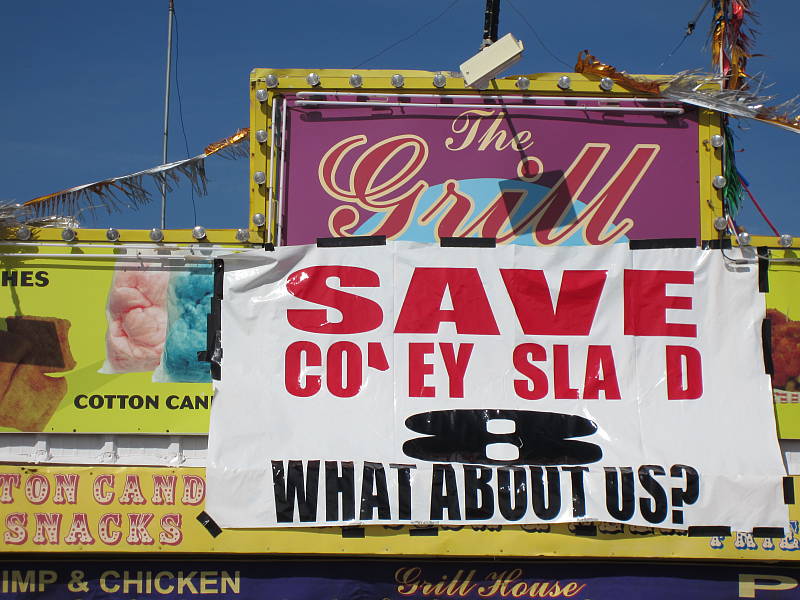 The
Grill
HES
COTTON CAN
SAVE
CO EY SLA D
&
WHAT ABOUT US?
TON CAND
SNACKS
IMP & CHICKEN
Grill House
P